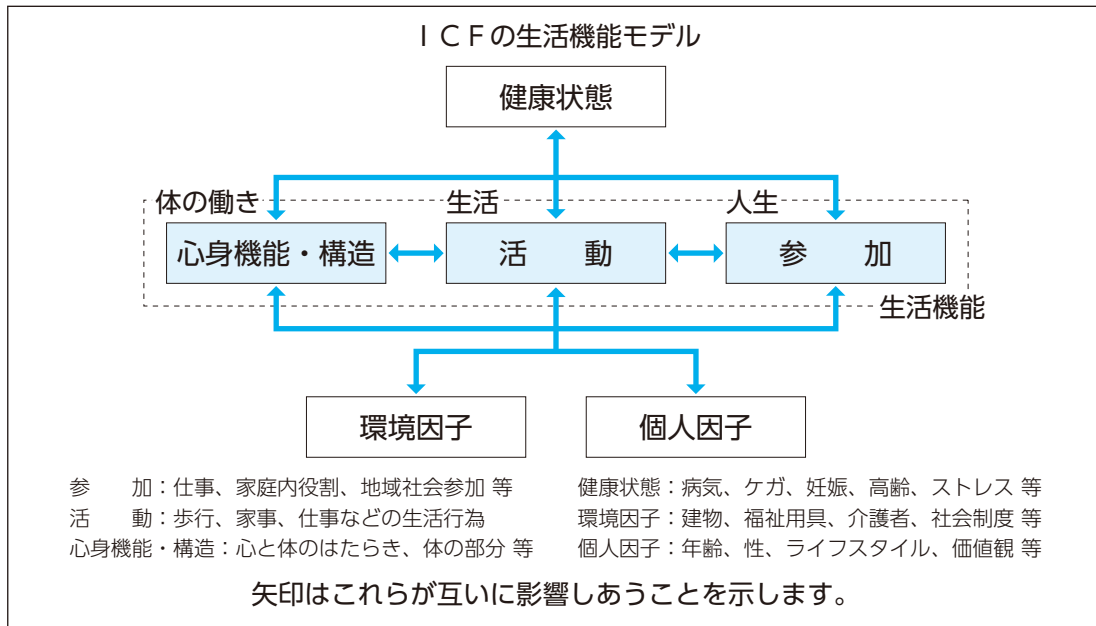 ＩＣＦの生活機能モデル
健康状態
体の働き
生活
人生
心身機能・構造
活　　動
参　　加
生活機能
環境因子
個人因子
参　　加：仕事、家庭内役割、地域社会参加 等
活　　動：歩行、家事、仕事などの生活行為
心身機能・構造：心と体のはたらき、体の部分 等
健康状態：病気、ケガ、妊娠、高齢、ストレス 等
環境因子：建物、福祉用具、介護者、社会制度 等
個人因子：年齢、性、ライフスタイル、価値観 等
矢印はこれらが互いに影響しあうことを示します。